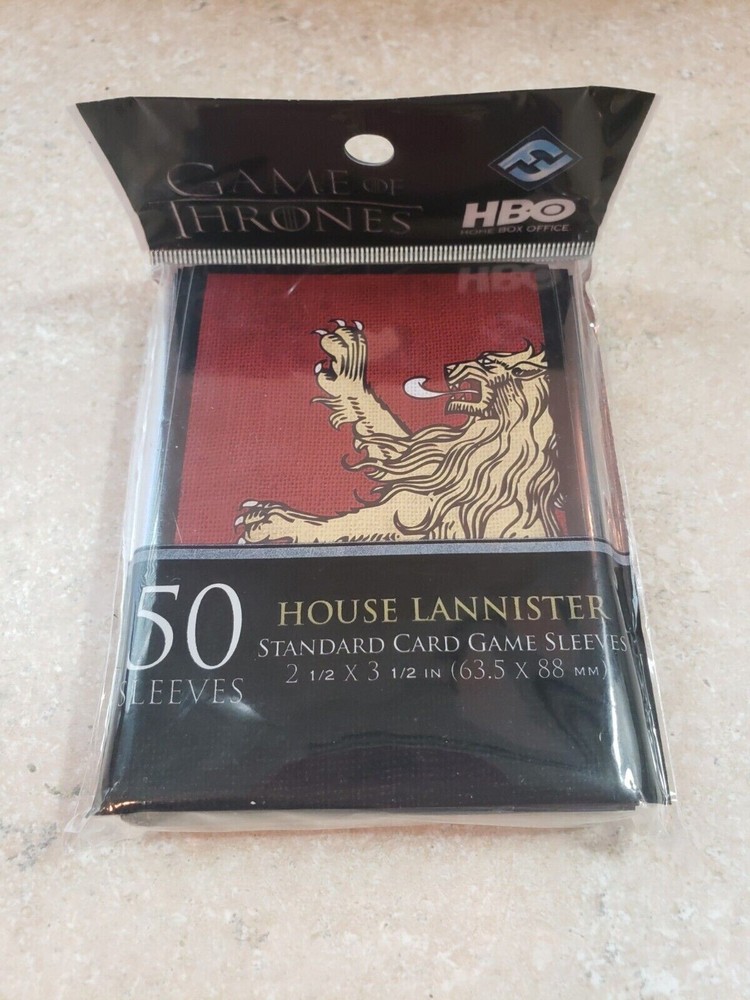 GAME OF
THRONES
HBO
HOME BOX OFFICE
HBO
50
SLEEVES
HOUSE LANNISTER
STANDARD CARD GAME SLEEVES
2 1/2 X 3 1/2 IN (63.5 X 88 MM)